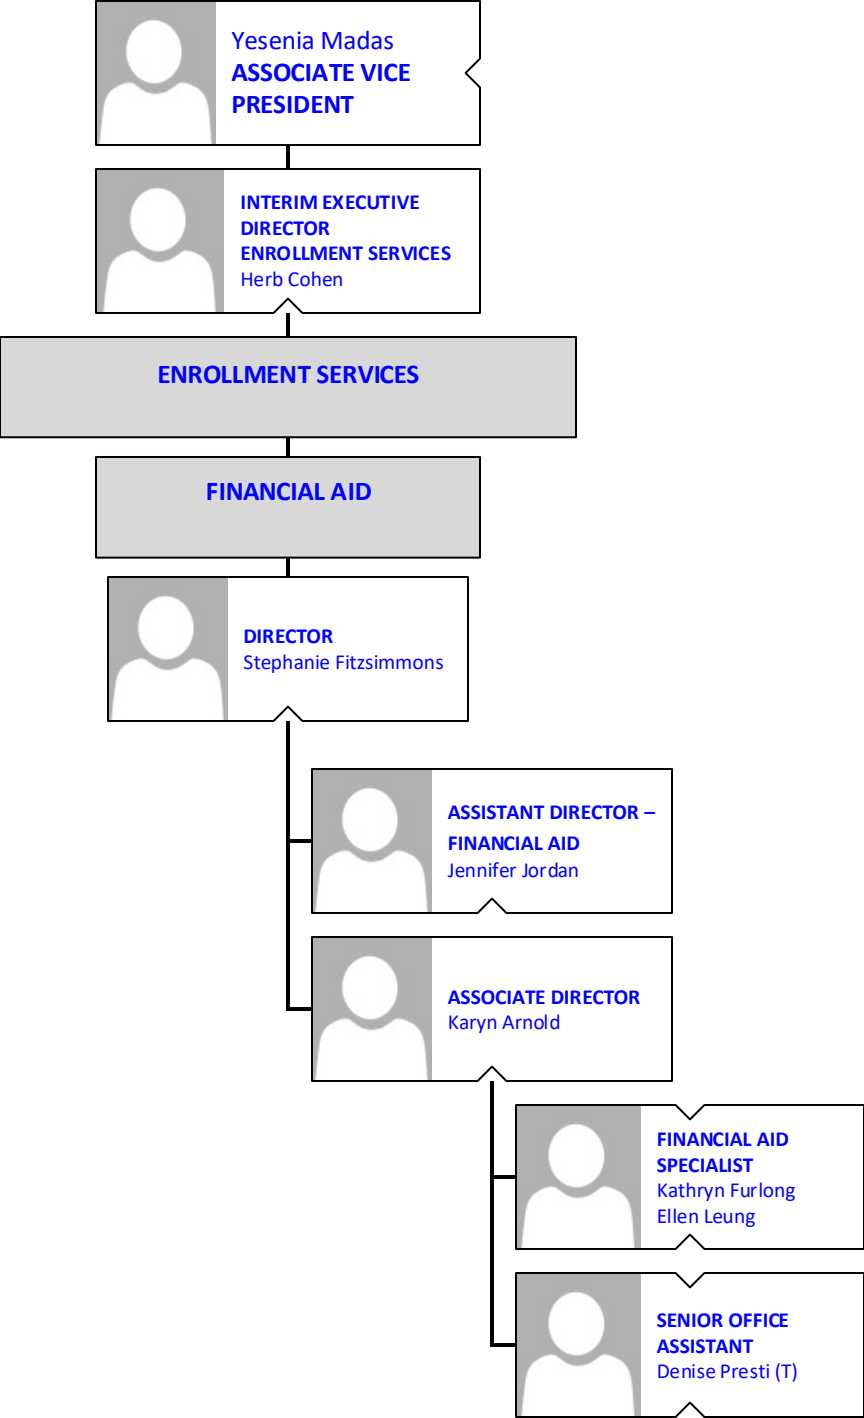 Yesenia Madas
ASSOCIATE VICE
PRESIDENT
INTERIM EXECUTIVE
DIRECTOR
ENROLLMENT SERVICES
Herb Cohen
ENROLLMENT SERVICES
FINANCIAL AID
DIRECTOR
Stephanie Fitzsimmons
ASSISTANT DIRECTOR –
FINANCIAL AID
Jennifer Jordan
ASSOCIATE DIRECTOR
Karyn Arnold
FINANCIAL AID
SPECIALIST
Kathryn Furlong
Ellen Leung
SENIOR OFFICE
ASSISTANT
Denise Presti (T)